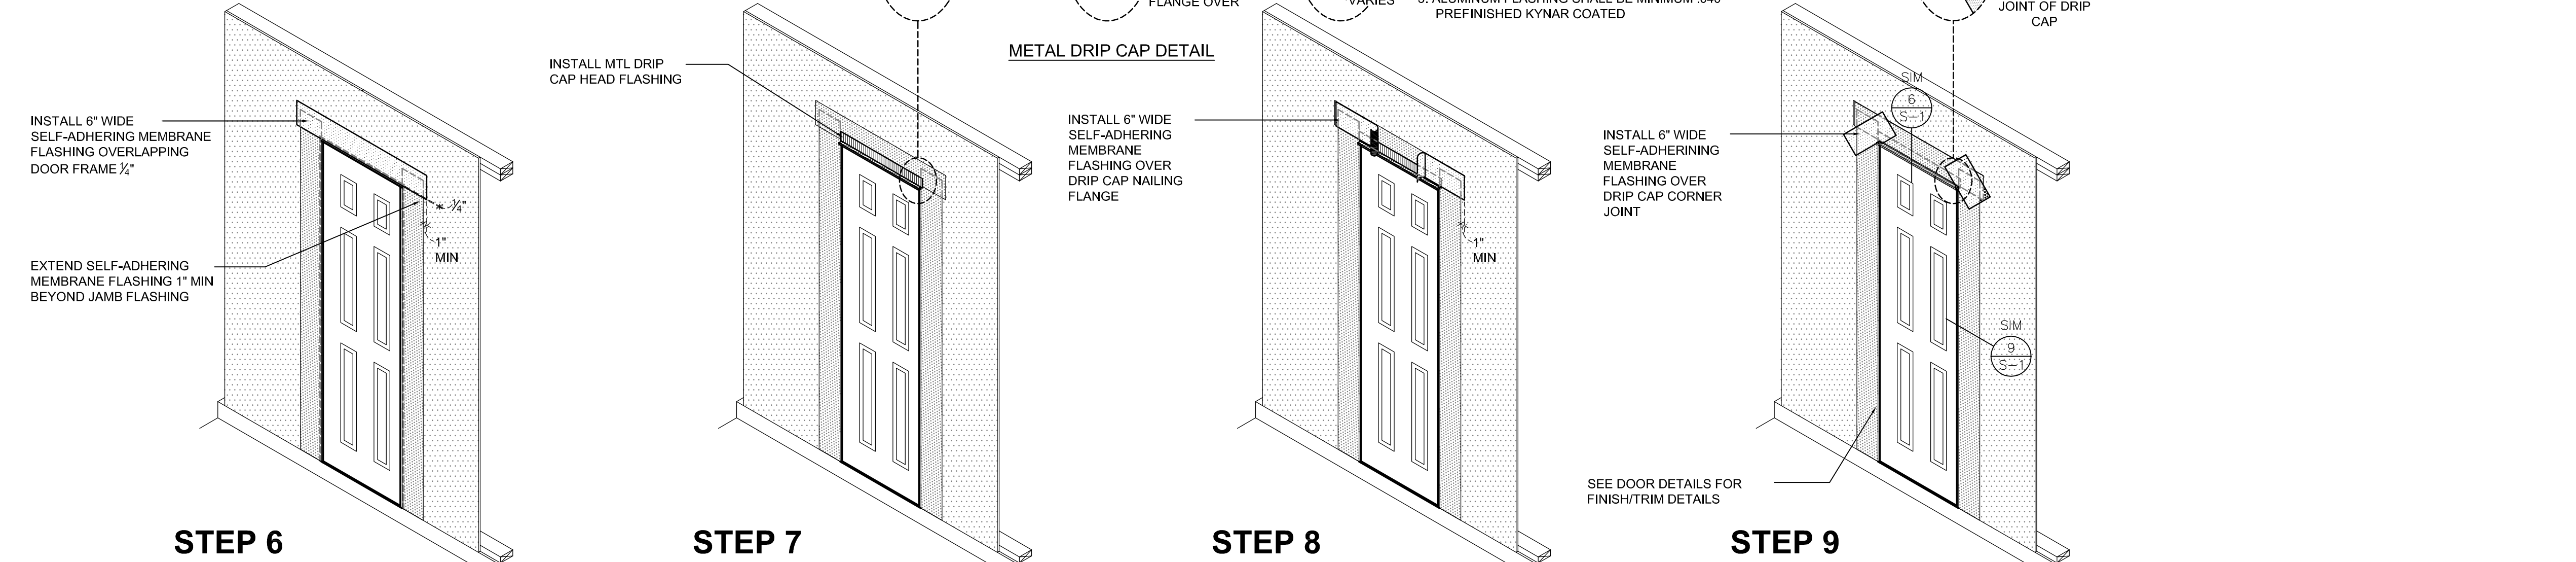 FLANGE OVER
VARIES
PREFINISHED KYNAR COATED
JOINT OF DRIP
CAP
METAL DRIP CAP DETAIL
INSTALL 6" WIDE
SELF-ADHERING MEMBRANE
FLASHING OVERLAPPING
DOOR FRAME ¼"
¼"
1"
MIN
EXTEND SELF-ADHERING
MEMBRANE FLASHING 1" MIN
BEYOND JAMB FLASHING
STEP 6
INSTALL MTL DRIP
CAP HEAD FLASHING
STEP 7
INSTALL 6" WIDE
SELF-ADHERING
MEMBRANE
FLASHING OVER
DRIP CAP NAILING
FLANGE
1"
MIN
STEP 8
INSTALL 6" WIDE
SELF-ADHERINING
MEMBRANE
FLASHING OVER
DRIP CAP CORNER
JOINT
SIM
6
S-1
SIM
9
S-1
SEE DOOR DETAILS FOR
FINISH/TRIM DETAILS
STEP 9